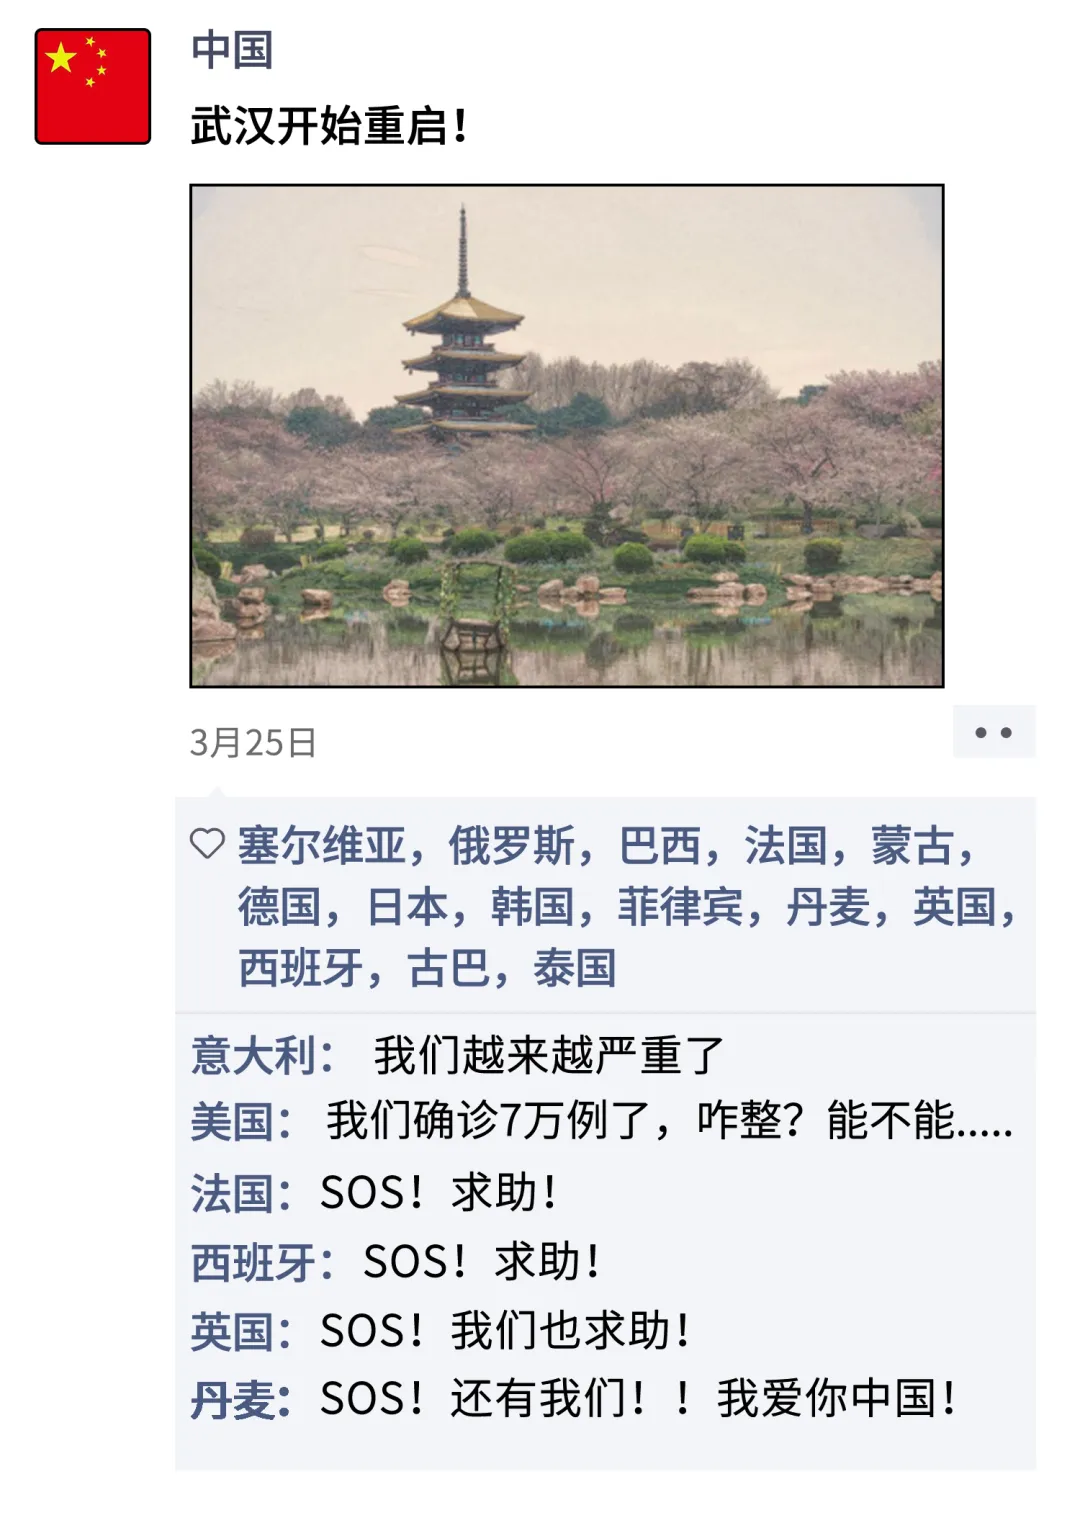 中国
武汉开始重启！
3月25日
塞尔维亚，俄罗斯，巴西，法国，蒙古，
德国，日本，韩国，菲律宾，丹麦，英国，
西班牙，古巴，泰国
意大利： 我们越来越严重了
美国： 我们确诊7万例了，咋整？能不能.....
法国：SOS！求助！
西班牙：SOS！求助！
英国：SOS！我们也求助！
丹麦：SOS！还有我们！！我爱你中国！